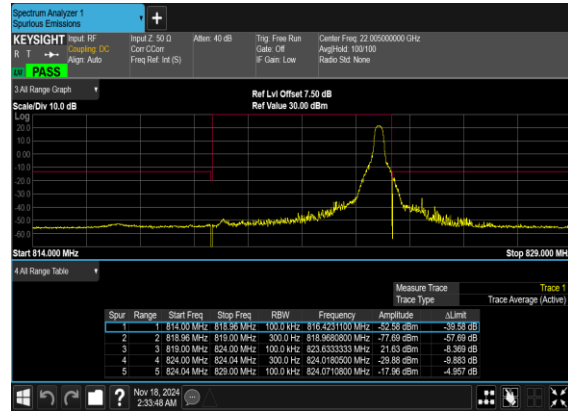 Spectrum Analyzer 1
Spurious Emissions
+
KEYSIGHT Input: RF Input Z: 50 Ω Atten: 40 dB Trig: Free Run Center Freq: 22.005000000 GHz
R T Coupling: DC Corr CCorr Gate: Off Avg|Hold: 100/100
Align: Auto Freq Ref: Int (S) IF Gain: Low Radio Std: None
LW PASS
3 All Range Graph Ref Lvl Offset 7.50 dB
Scale/Div 10.0 dB Ref Value 30.00 dBm
Log
20.0
10.0
0.00
-10.0
-20.0
-30.0
-40.0
-50.0
-60.0
Start 814.000 MHz Stop 829.000 MH
4 All Range Table
Measure Trace Trace 1
Trace Type Trace Average (Active)
Spur Range Start Freq Stop Freq RBW Frequency Amplitude ΔLimit
1 1 814.00 MHz 818.96 MHz 100.0 kHz 816.4231100 MHz -52.58 dBm -39.58 dB
2 2 818.96 MHz 819.00 MHz 300.0 Hz 818.9680800 MHz -77.69 dBm -57.69 dB
3 3 819.00 MHz 824.00 MHz 100.0 kHz 823.6333333 MHz 21.63 dBm -8.369 dB
4 4 824.00 MHz 824.04 MHz 300.0 Hz 824.0180500 MHz -29.88 dBm -9.883 dB
5 5 824.04 MHz 829.00 MHz 100.0 kHz 824.0710800 MHz -17.96 dBm -4.957 dB
? Nov 18, 2024
2:33:48 AM